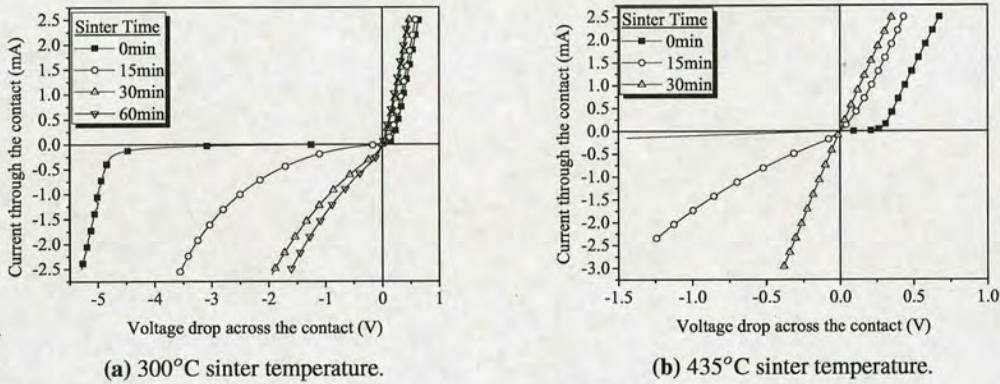 Current through the contact (mA)
2.5
2.0
1.5
1.0
0.5
0.0
-0.5
-1.0
-1.5
-2.0
-2.5
Sinter Time
0min
15min
30min
60min
-5 -4 -3 -2 -1 0 1
Voltage drop across the contact (V)
(a) 300°C sinter temperature.
Current through the contact (mA)
2.5
2.0
1.5
1.0
0.5
0.0
-0.5
-1.0
-1.5
-2.0
-2.5
-3.0
Sinter Time
0min
15min
30min
-1.5 -1.0 -0.5 0.0 0.5 1.0
Voltage drop across the contact (V)
(b) 435°C sinter temperature.